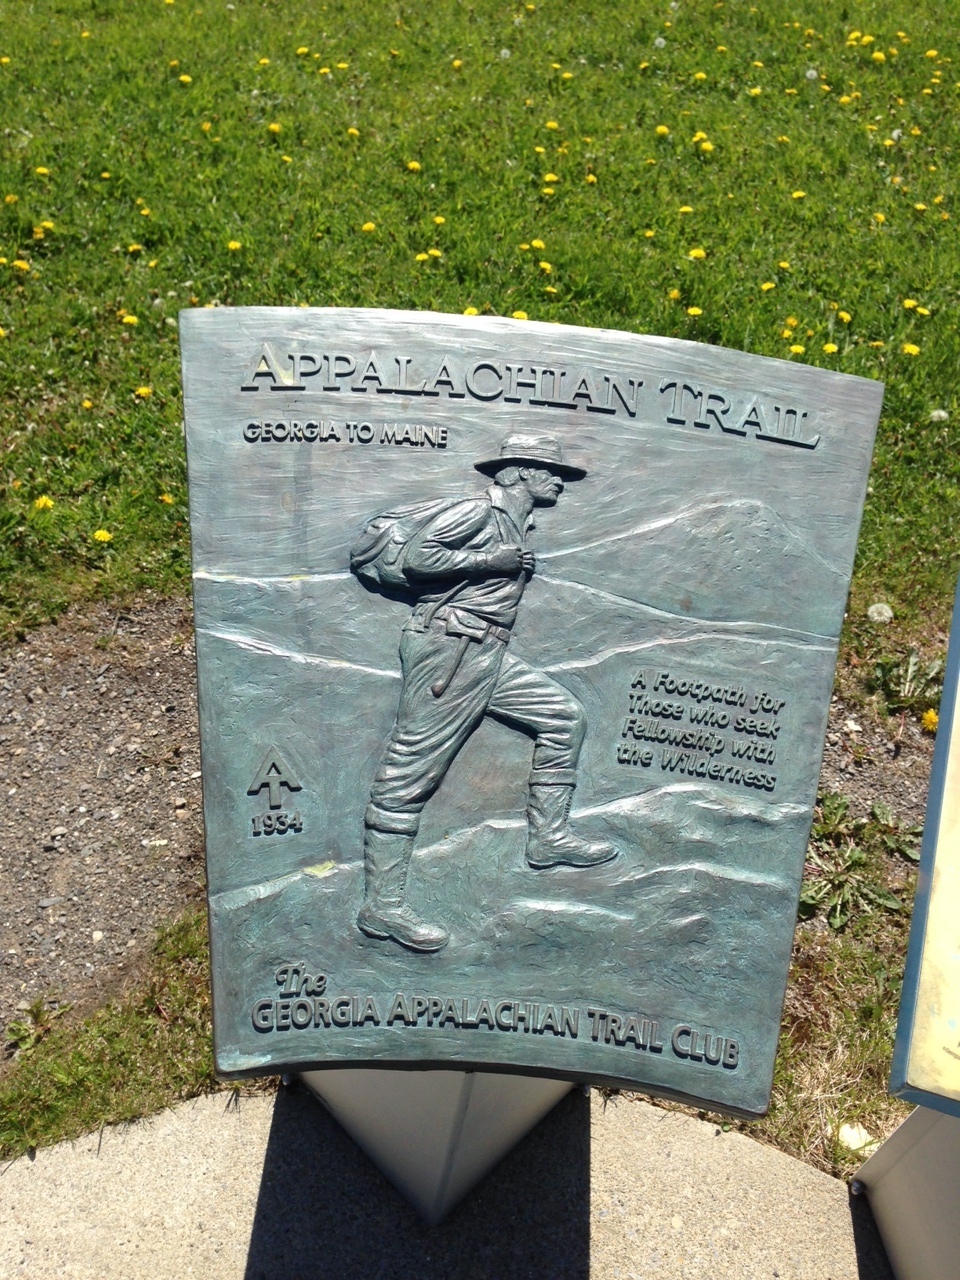 APPALACHIAN TRAIL
GEORGIA TO MAINE
A Footpath for
Those who seek
Fellowship with
the Wilderness
AT
1934
The
GEORGIA APPALACHIAN TRAIL CLUB